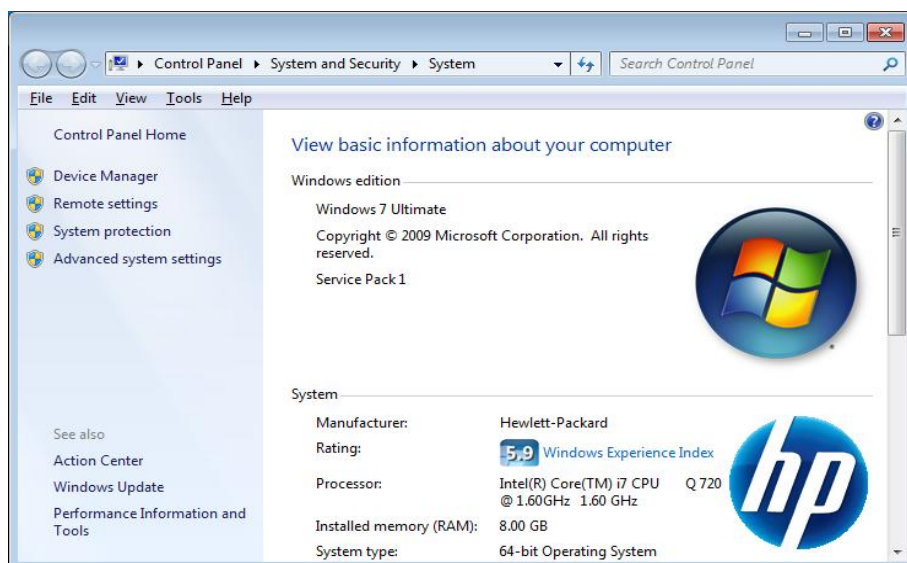 Control Panel ▸ System and Security ▸ System
Search Control Panel
File Edit View Tools Help
Control Panel Home
Device Manager
Remote settings
System protection
Advanced system settings
See also
Action Center
Windows Update
Performance Information and
Tools
View basic information about your computer
Windows edition
Windows 7 Ultimate
Copyright © 2009 Microsoft Corporation. All rights
reserved.
Service Pack 1
System
Manufacturer: Hewlett-Packard
Rating: 5.9 Windows Experience Index
Processor: Intel(R) Core(TM) i7 CPU Q 720
@ 1.60GHz 1.60 GHz
Installed memory (RAM): 8.00 GB
System type: 64-bit Operating System
hp